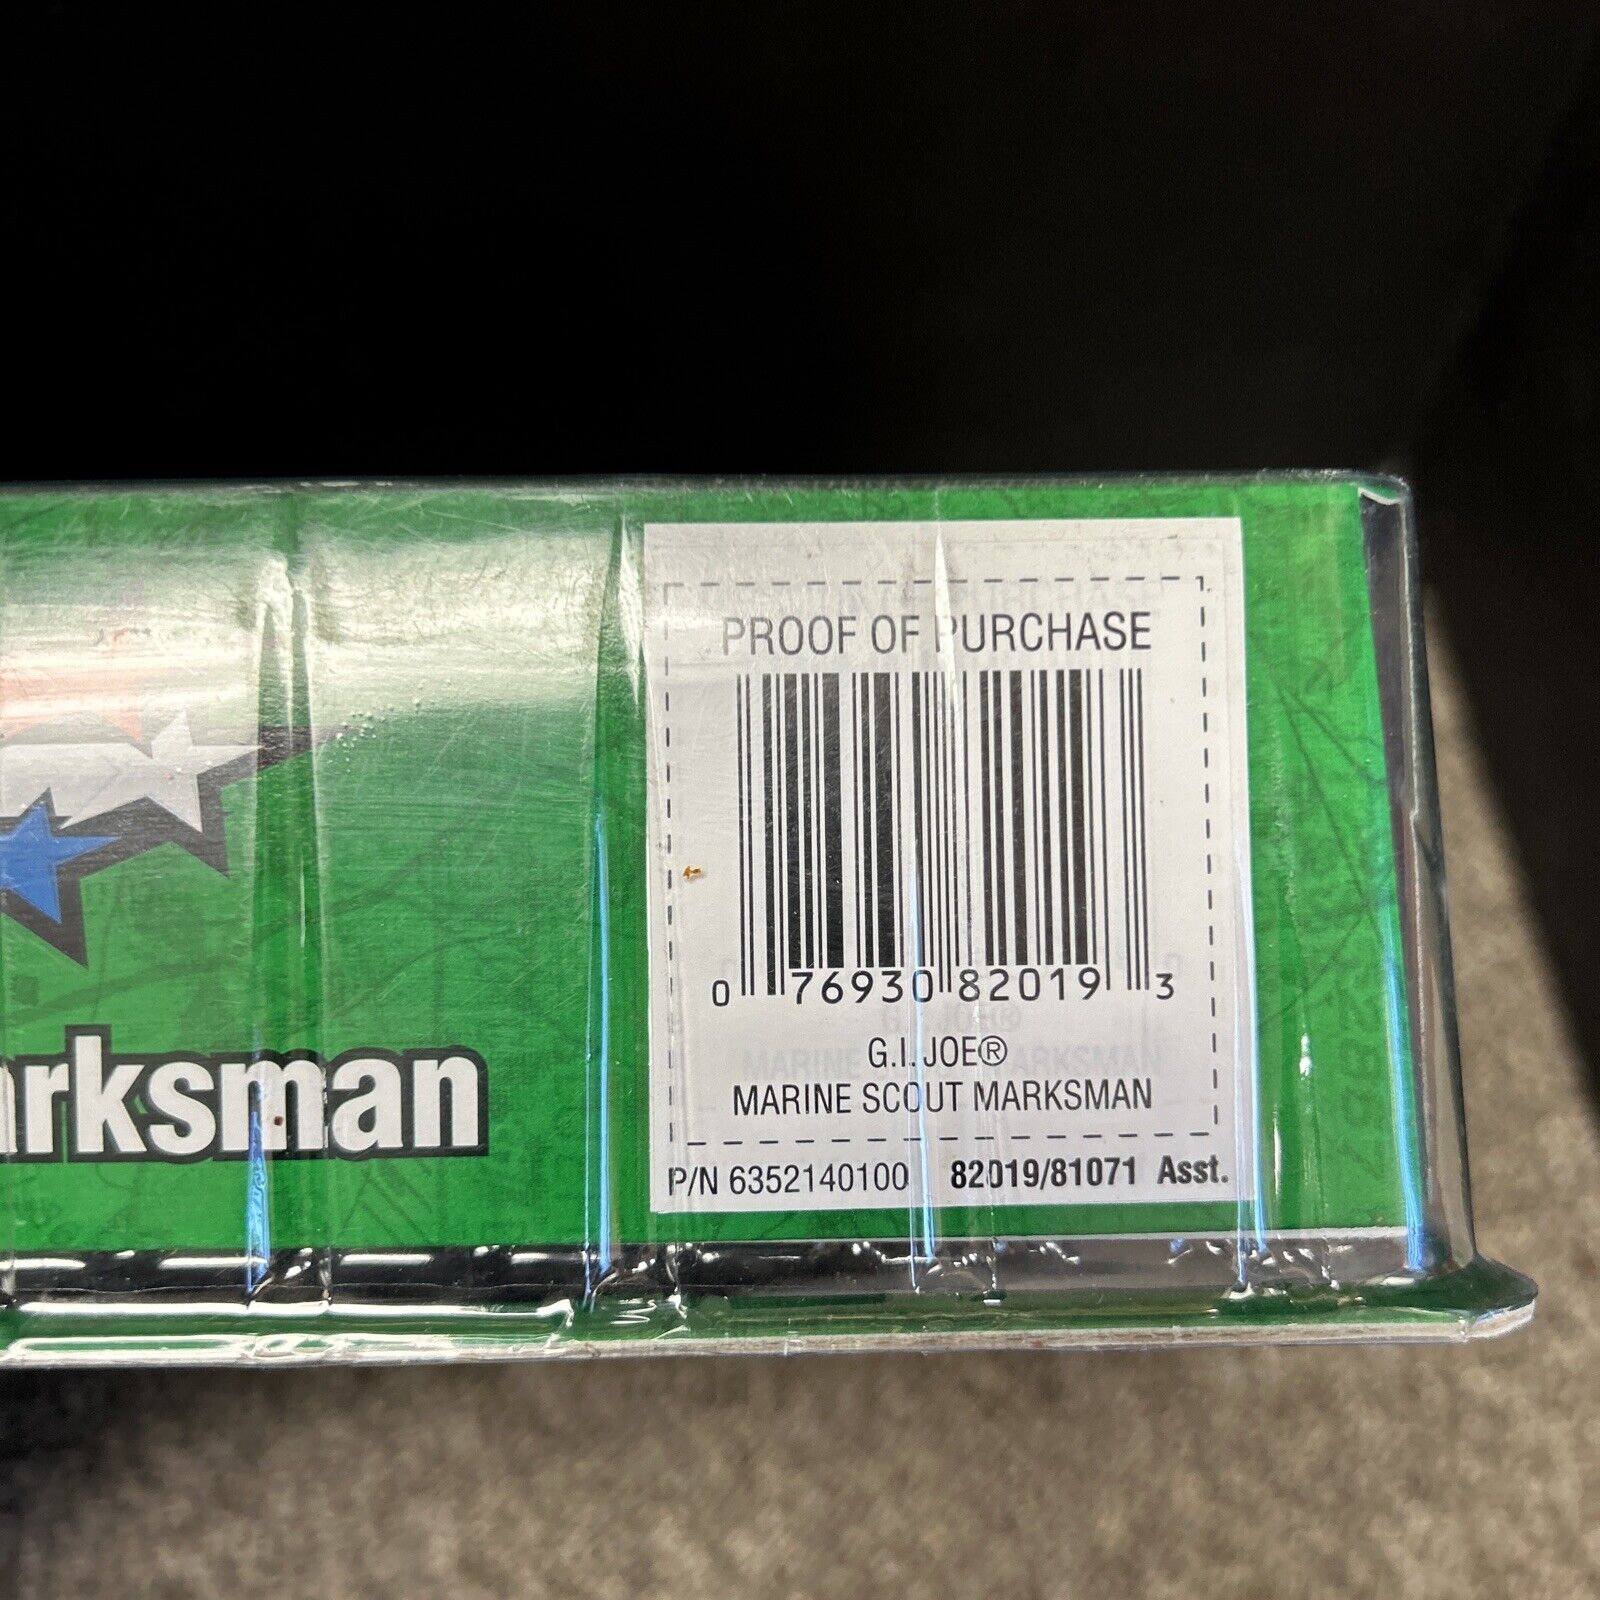 PROOF OF PURCHASE
0 76930 82019 3
G.I. JOE®
MARINE SCOUT MARKSMAN
P/N 6352140100 82019/81071 Asst.
arksman